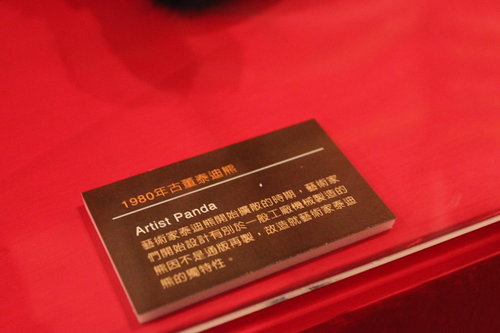 1980年古董泰迪熊
Artist Panda
藝術家泰迪熊開始擴散的時期，藝術家
們開始設計有別於一般工廠機械製造的
熊因不是過版再製，故造就藝術家泰迪
熊的獨特性。